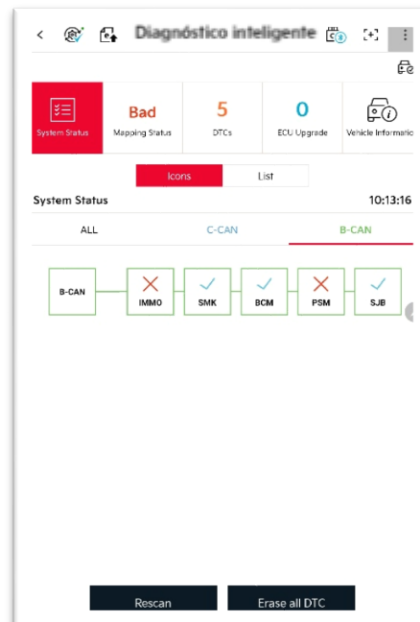 Diagnóstico inteligente
Bad 5 0
System Status Mapping Status DTCs ECU Upgrade Vehicle Informatic
Icons List
System Status 10:13:16
ALL C-CAN B-CAN
B-CAN IMMO SMK BCM PSM SJB
Rescan Erase all DTC